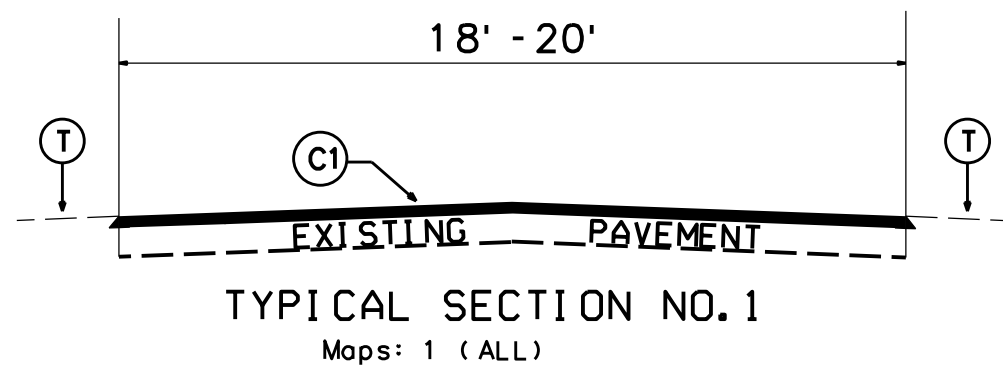 18' - 20'
T
T
C1
EXISTING PAVEMENT
TYPICAL SECTION NO. 1
Maps: 1 (ALL)